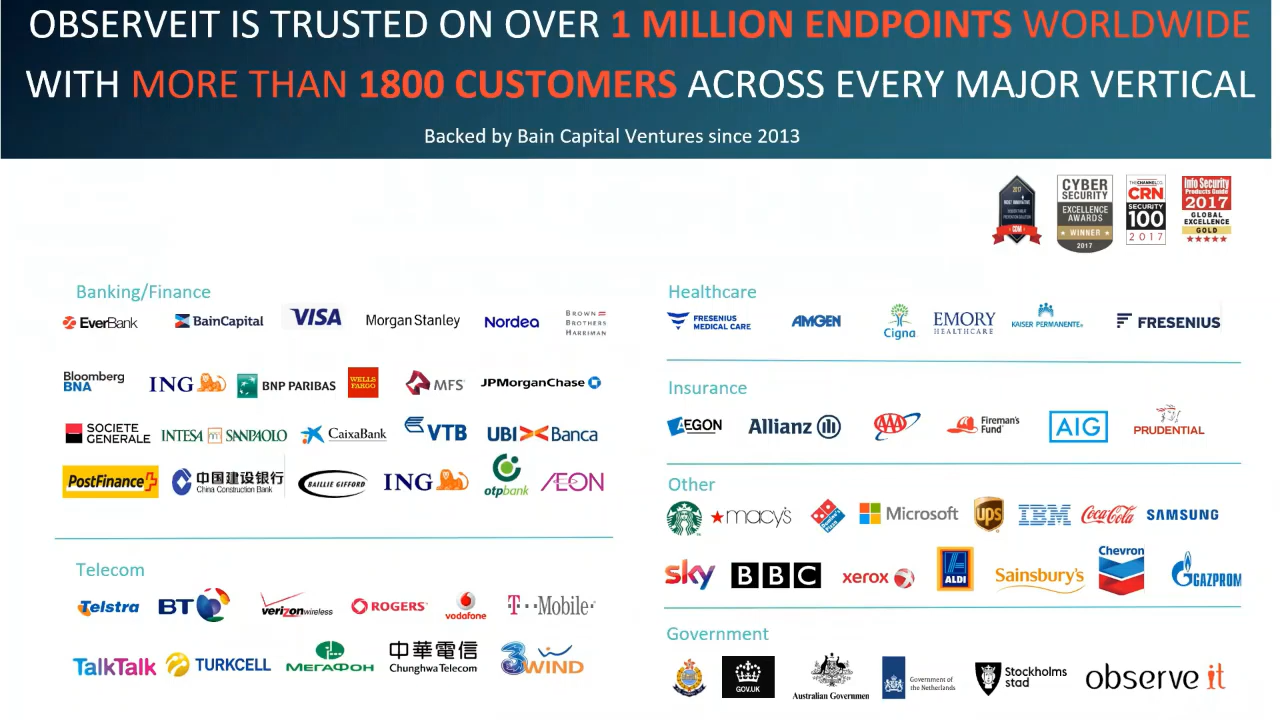 OBSERVEIT IS TRUSTED ON OVER 1 MILLION ENDPOINTS WORLDWIDE
WITH MORE THAN 1800 CUSTOMERS ACROSS EVERY MAJOR VERTICAL
Backed by Bain Capital Ventures since 2013
2017
CDM
CYBER
SECURITY
EXCELLENCE
AWARDS
WINNER
2017
CRN
SECURITY
100
2017
Info Security
Products Guide
2017
GLOBAL
EXCELLENCE
GOLD
Banking/Finance
EverBank BainCapital VISA Morgan Stanley Nordea
BROWN
BROTHERS
HARRIMAN
Bloomberg
BNA
ING BNP PARIBAS
WELLS
FARGO
MFS JPMorganChase
SOCIETE
GENERALE
INTESA SANPAOLO CaixaBank VTB UBI Banca
PostFinance
中国建设银行
China Construction Bank
BAILLIE GIFFORD ING
otpbank
ÆON
Telecom
Telstra BT verizonwireless ROGERS
vodafone
T·Mobile·
TalkTalk TURKCELL МЕГАФОН
中華電信
Chunghwa Telecom
3 WIND
Healthcare
FRESENIUS
MEDICAL CARE
AMGEN
Cigna.
EMORY
HEALTHCARE
KAISER PERMANENTE®
FRESENIUS
Insurance
AEGON Allianz AAA
Fireman's
Fund®
AIG
PRUDENTIAL
Other
macy's
Domino's
Pizza
Microsoft ups IBM Coca-Cola SAMSUNG
sky BBC xerox ALDI Sainsbury's
Chevron
GAZPROM
Government
GOV.UK
Australian Governmen
Government of
the Netherlands
Stockholms
stad
observe it